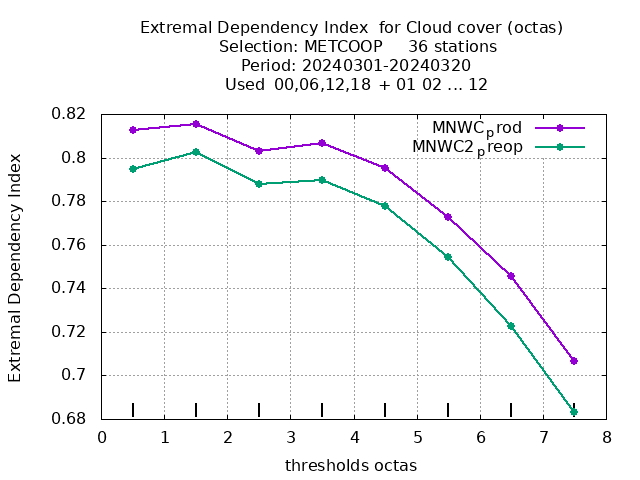 Extremal Dependency Index  for Cloud cover (octas)
Selection: METCOOP     36 stations
Period: 20240301-20240320
Used  00,06,12,18  + 01 02 ... 12
Extremal Dependency Index
0.82
0.8
0.78
0.76
0.74
0.72
0.7
0.68
MNWCprod
MNWC2preop
0 1 2 3 4 5 6 7 8
thresholds octas